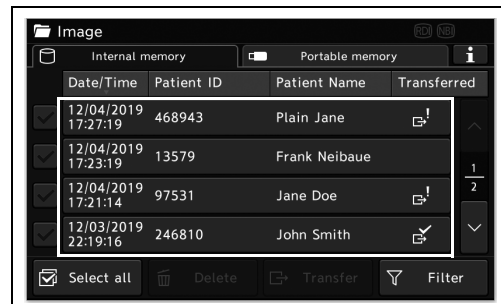 Image RDI NBI
Internal memory Portable memory i
Date/Time Patient ID Patient Name Transferred
12/04/2019
17:27:19 468943 Plain Jane
12/04/2019
17:23:19 13579 Frank Neibaue
12/04/2019
17:21:14 97531 Jane Doe
12/03/2019
22:19:16 246810 John Smith
1
2
Select all Delete Transfer Filter